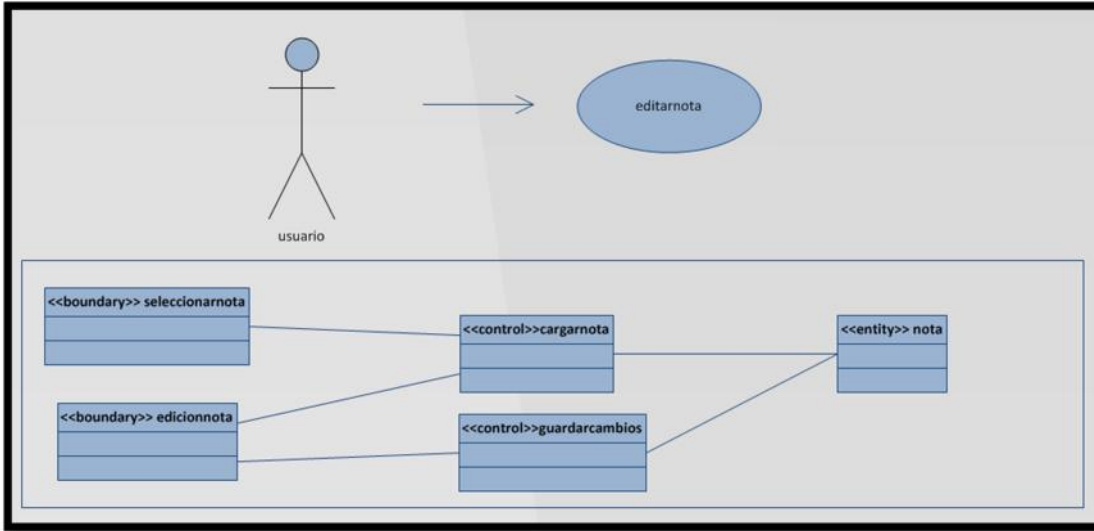 editarnota
usuario
<<boundary>> seleccionarnota
<<control>>cargarnota
<<entity>> nota
<<boundary>> edicionnota
<<control>>guardarcambios